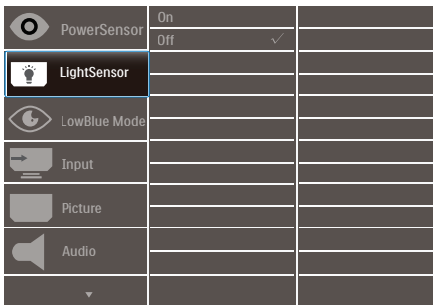 PowerSensor
On
Off
LightSensor
LowBlue Mode
Input
Picture
Audio